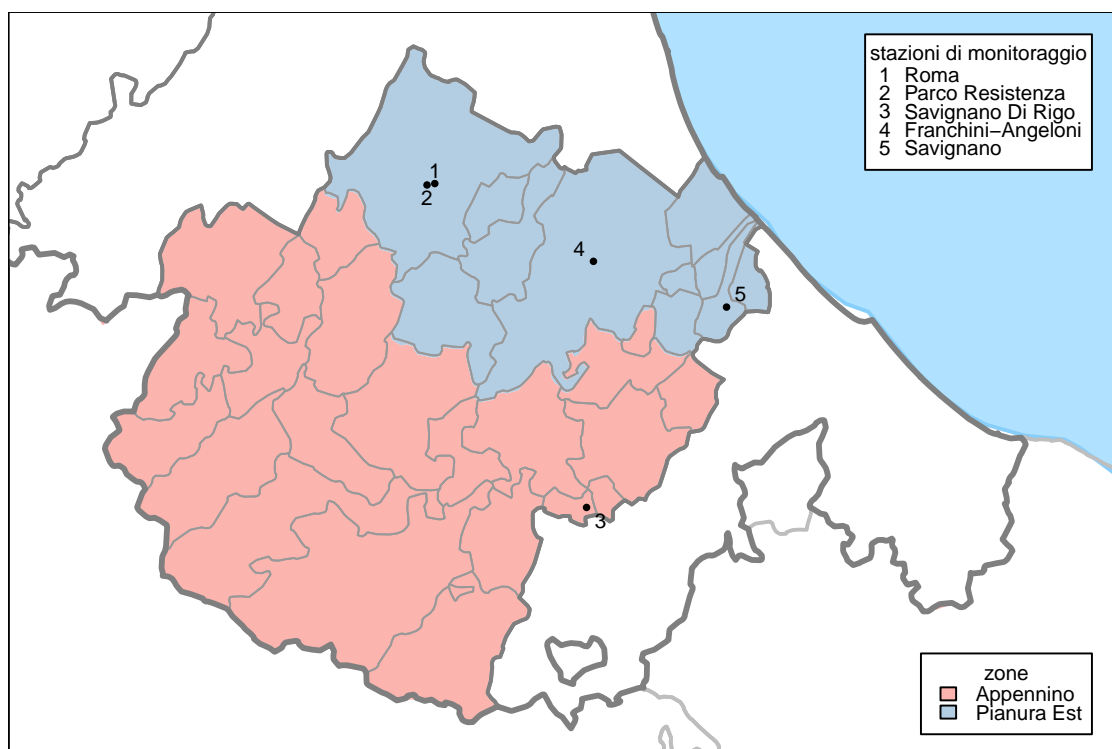 stazioni di monitoraggio
1 Roma
2 Parco Resistenza
3 Savignano Di Rigo
4 Franchini−Angeloni
5 Savignano
1
2
4
5
3
zone
Appennino
Pianura Est